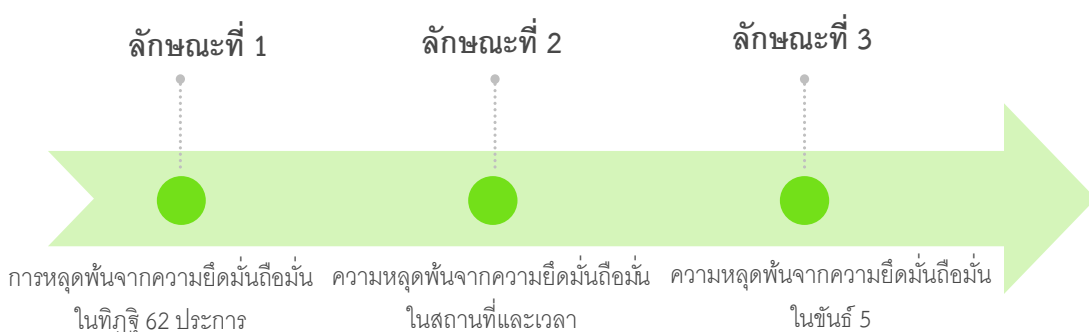 ลักษณะที่ 1
ลักษณะที่ 2
ลักษณะที่ 3
การหลุดพ้นจากความยึดมั่นถือมั่น
ในทิฏฐิ 62 ประการ
ความหลุดพ้นจากความยึดมั่นถือมั่น
ในสถานที่และเวลา
ความหลุดพ้นจากความยึดมั่นถือมั่น
ในขันธ์ 5